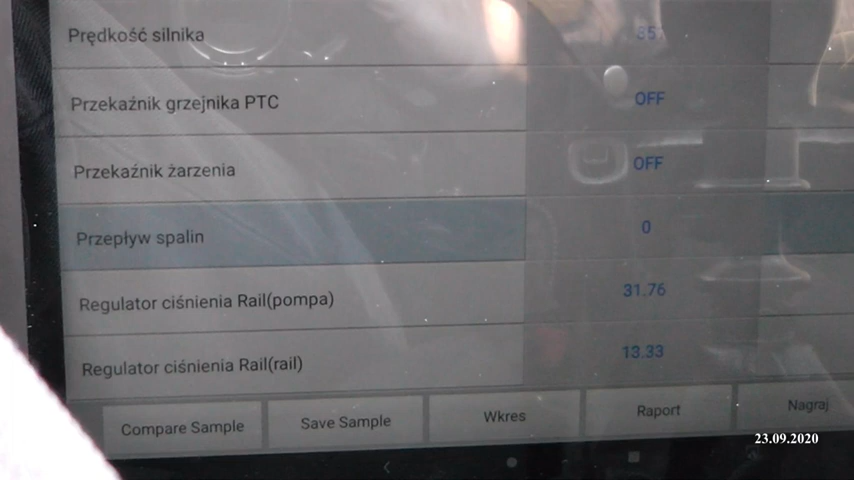 Prędkość silnika 857
Przekaźnik grzejnika PTC OFF
Przekaźnik żarzenia OFF
Przepływ spalin 0
Regulator ciśnienia Rail(pompa) 31.76
Regulator ciśnienia Rail(rail) 13.33
Compare Sample Save Sample Wkres Raport Nagraj
23.09.2020